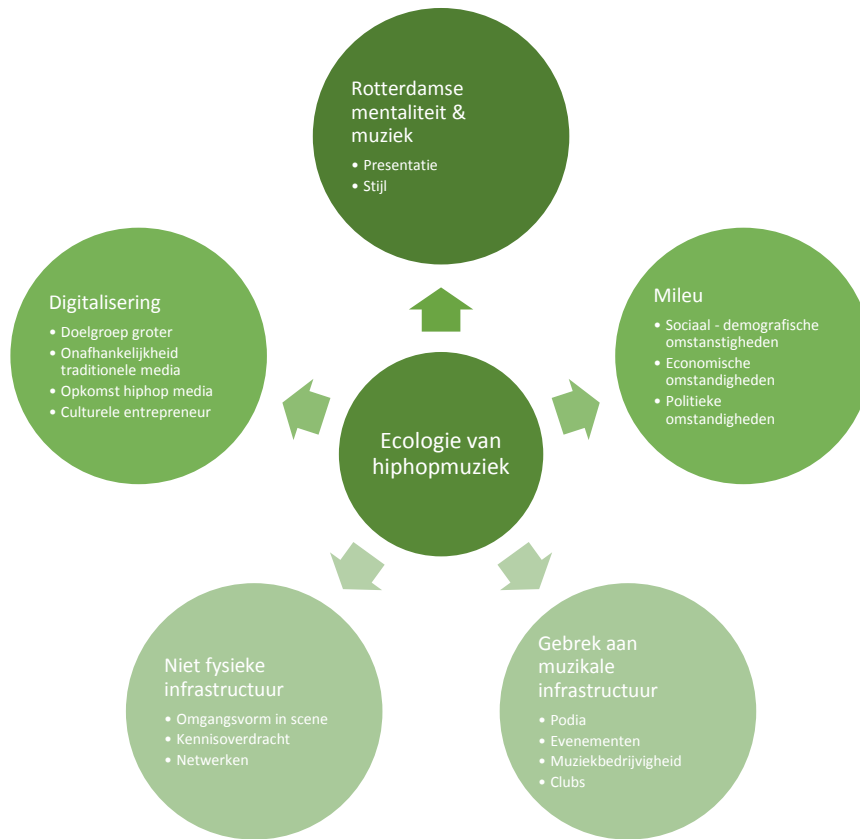 Rotterdamse
mentaliteit &
muziek
• Presentatie
• Stijl
Digitalisering
• Doelgroep groter
• Onafhankelijkheid
traditionele media
• Opkomst hiphop media
• Culturele entrepreneur
Mileu
• Sociaal - demografische
omstanstigheden
• Economische
omstandigheden
• Politieke
omstandigheden
Ecologie van
hiphopmuziek
Niet fysieke
infrastructuur
• Omgangsvorm in scene
• Kennisoverdracht
• Netwerken
Gebrek aan
muzikale
infrastructuur
• Podia
• Evenementen
• Muziekbedrijvigheid
• Clubs